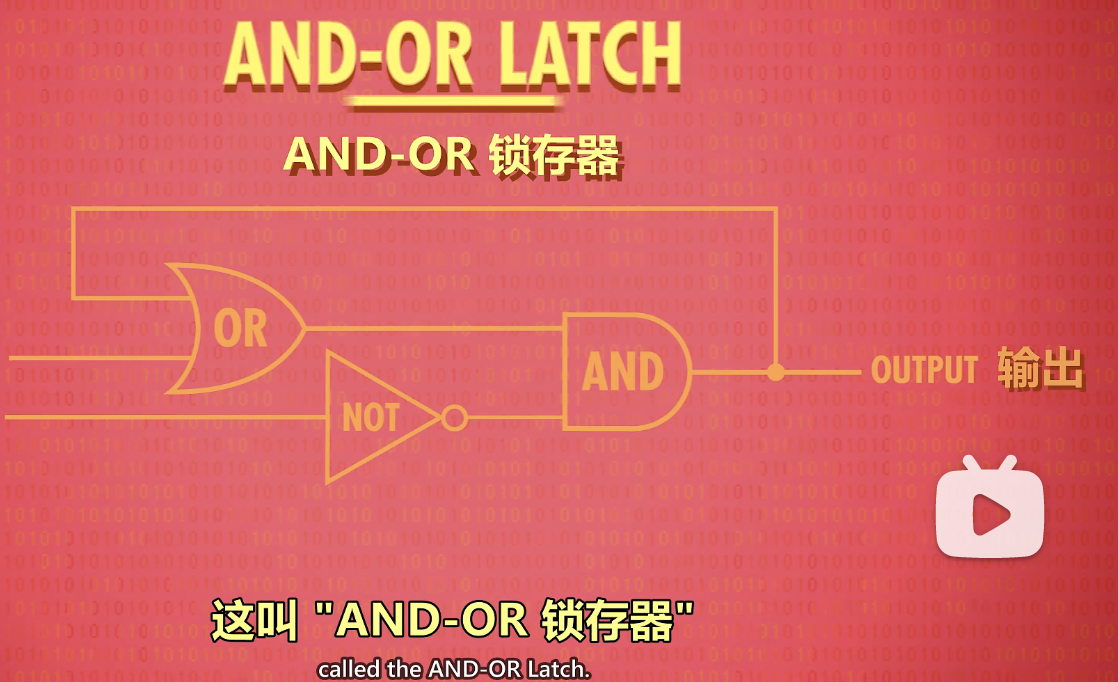 AND-OR LATCH
AND-OR 锁存器
OR
AND
NOT
OUTPUT 输出
这叫 "AND-OR 锁存器"
called the AND-OR Latch.